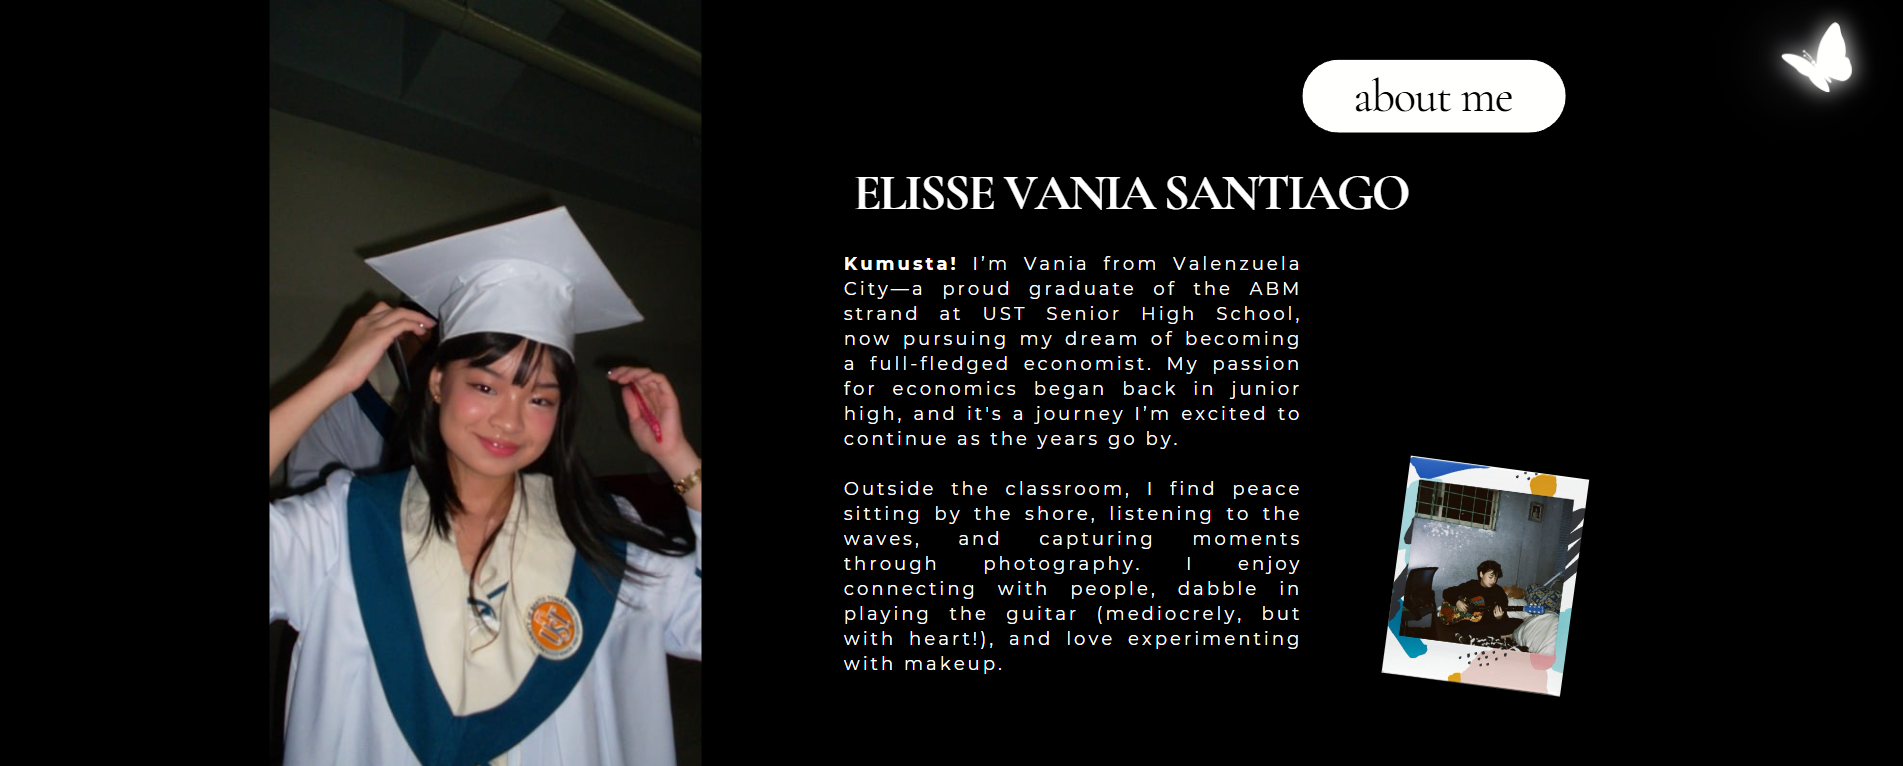 about me
ELISSE VANIA SANTIAGO
Kumusta! I’m Vania from Valenzuela
City—a proud graduate of the ABM
strand at UST Senior High School,
now pursuing my dream of becoming
a full-fledged economist. My passion
for economics began back in junior
high, and it's a journey I’m excited to
continue as the years go by.
Outside the classroom, I find peace
sitting by the shore, listening to the
waves, and capturing moments
through photography. I enjoy
connecting with people, dabble in
playing the guitar (mediocrely, but
with heart!), and love experimenting
with makeup.